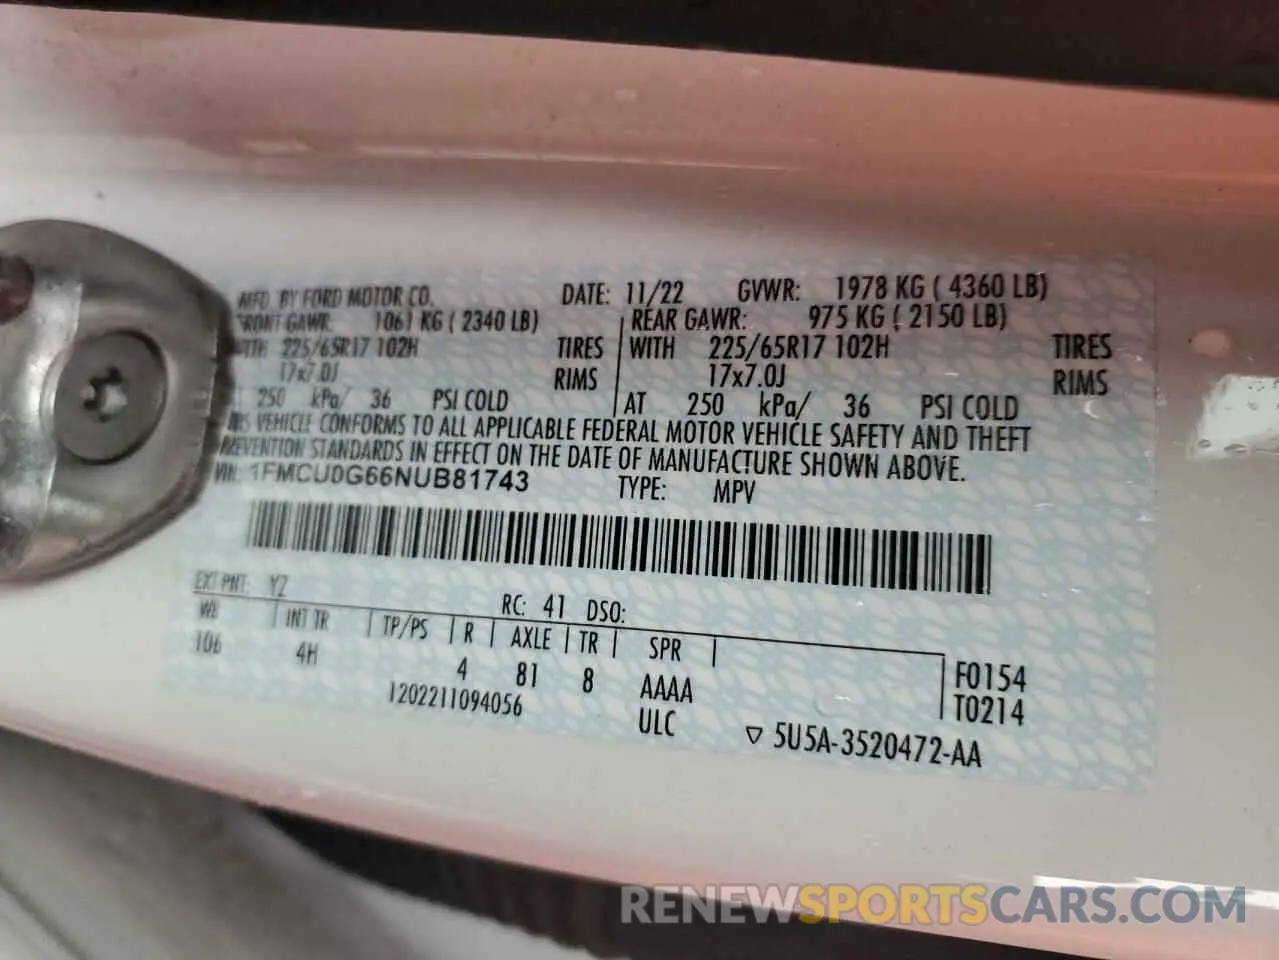 MFD. BY FORD MOTOR CO. DATE: 11/22 GVWR: 1978 KG ( 4360 LB)
FRONT GAWR: 1061 KG ( 2340 LB) REAR GAWR: 975 KG ( 2150 LB)
WITH 225/65R17 102H TIRES WITH 225/65R17 102H TIRES
17x7.0J RIMS 17x7.0J RIMS
250 kPa/ 36 PSI COLD AT 250 kPa/ 36 PSI COLD
THIS VEHICLE CONFORMS TO ALL APPLICABLE FEDERAL MOTOR VEHICLE SAFETY AND THEFT
PREVENTION STANDARDS IN EFFECT ON THE DATE OF MANUFACTURE SHOWN ABOVE.
VIN: 1FMCU0G66NUB81743 TYPE: MPV
EXT PNT: YZ RC: 41 DSO:
WB INT TR TP/PS R AXLE TR SPR
106 4H 4 81 8 AAAA F0154
1202211094056 ULC T0214
▽ 5U5A-3520472-AA
RENEWSPORTSCARS.COM